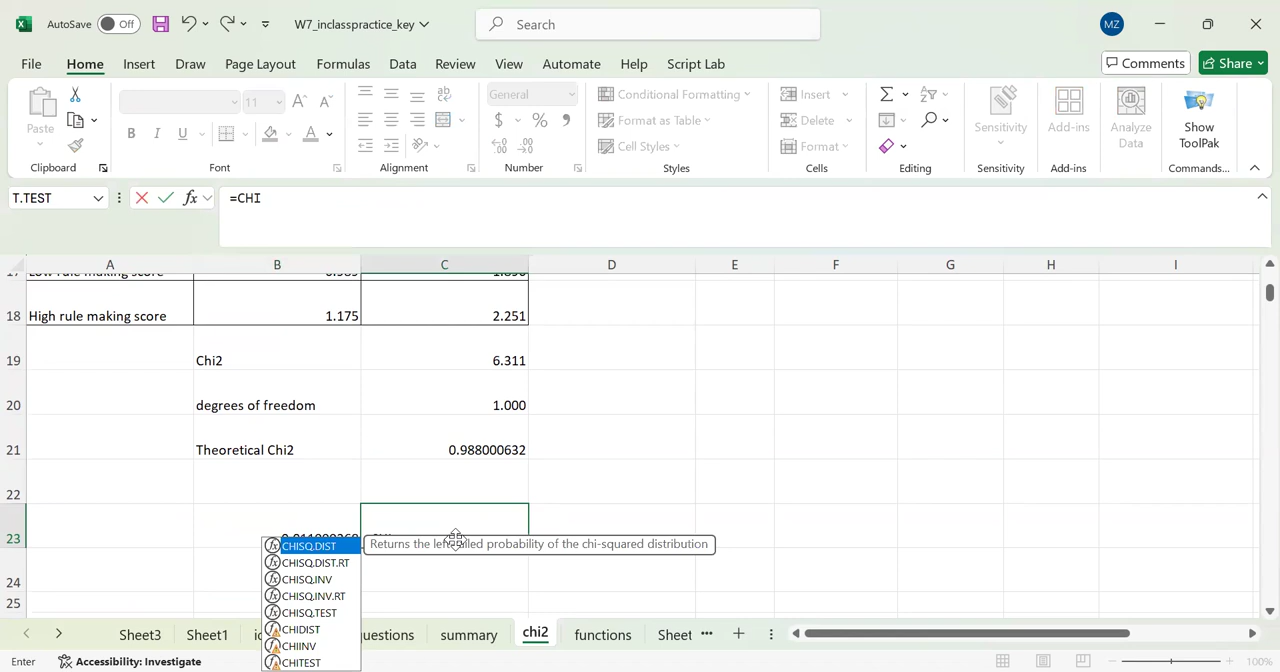 AutoSave Off W7_inclasspractice_key Search MZ
File Home Insert Draw Page Layout Formulas Data Review View Automate Help Script Lab Comments Share
Paste
11
General
Conditional Formatting
Format as Table
Cell Styles
Insert
Delete
Format
Sensitivity
Add-ins
Analyze Data
Show ToolPak
Clipboard Font Alignment Number Styles Cells Editing Sensitivity Add-ins Commands...
T.TEST =CHI
A B C D E F G H I
17 Low rule making score
18 High rule making score 1.175 2.251
19 Chi2 6.311
20 degrees of freedom 1.000
21 Theoretical Chi2 0.988000632
22
23
24
25
CHISQ.DIST Returns the left-tailed probability of the chi-squared distribution
CHISQ.DIST.RT
CHISQ.INV
CHISQ.INV.RT
CHISQ.TEST
CHIDIST
CHIINV
CHITEST
Sheet3 Sheet1 uestions summary chi2 functions Sheet ...
Enter Accessibility: Investigate 100%